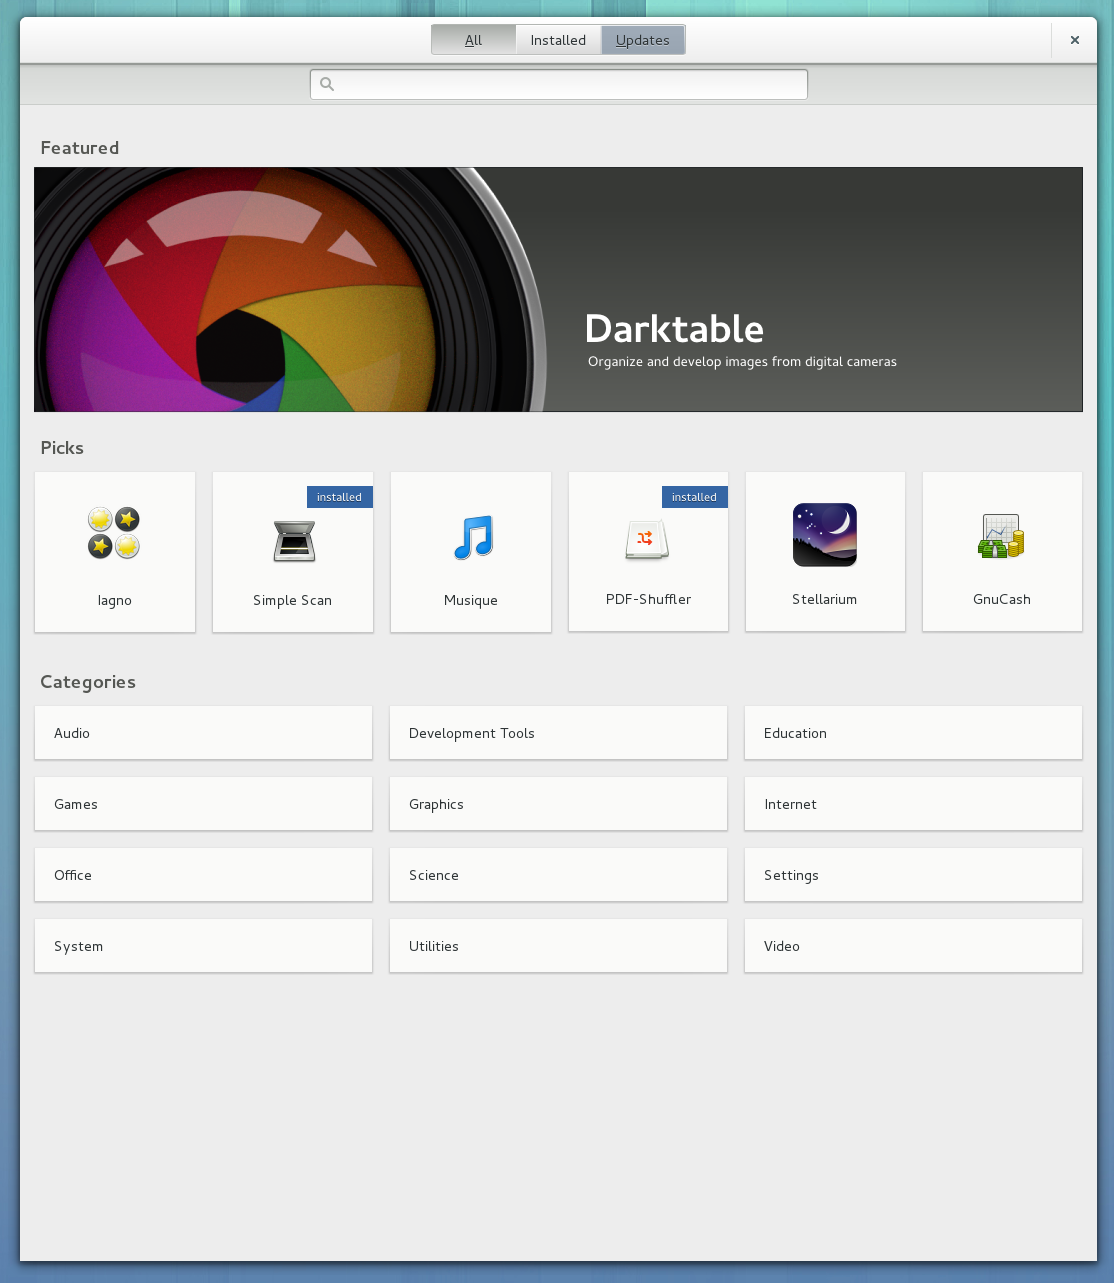 All Installed Updates
Featured
Darktable
Organize and develop images from digital cameras
Picks
installed installed
Iagno Simple Scan Musique PDF-Shuffler Stellarium GnuCash
Categories
Audio Development Tools Education
Games Graphics Internet
Office Science Settings
System Utilities Video